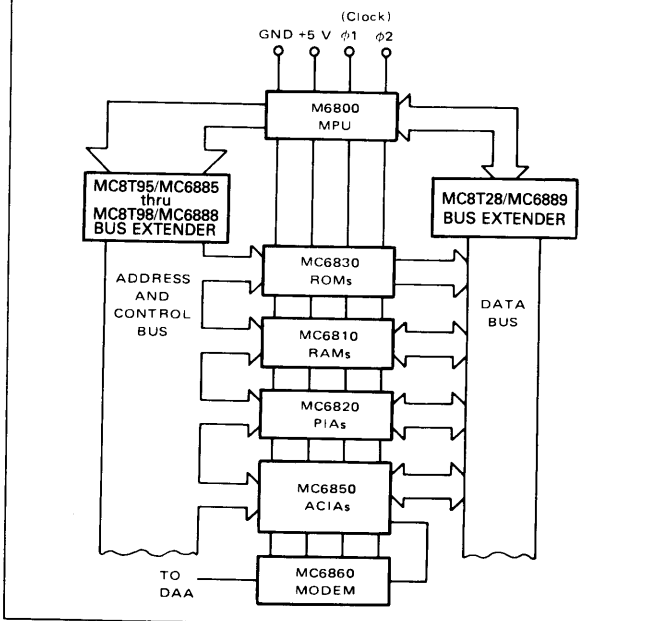 (Clock)
GND +5 V φ1 φ2
M6800
MPU
MC8T95/MC6885
thru
MC8T98/MC6888
BUS EXTENDER
MC8T28/MC6889
BUS EXTENDER
ADDRESS
AND
CONTROL
BUS
MC6830
ROMs
DATA
BUS
MC6810
RAMs
MC6820
PIAs
MC6850
ACIAs
TO
DAA
MC6860
MODEM